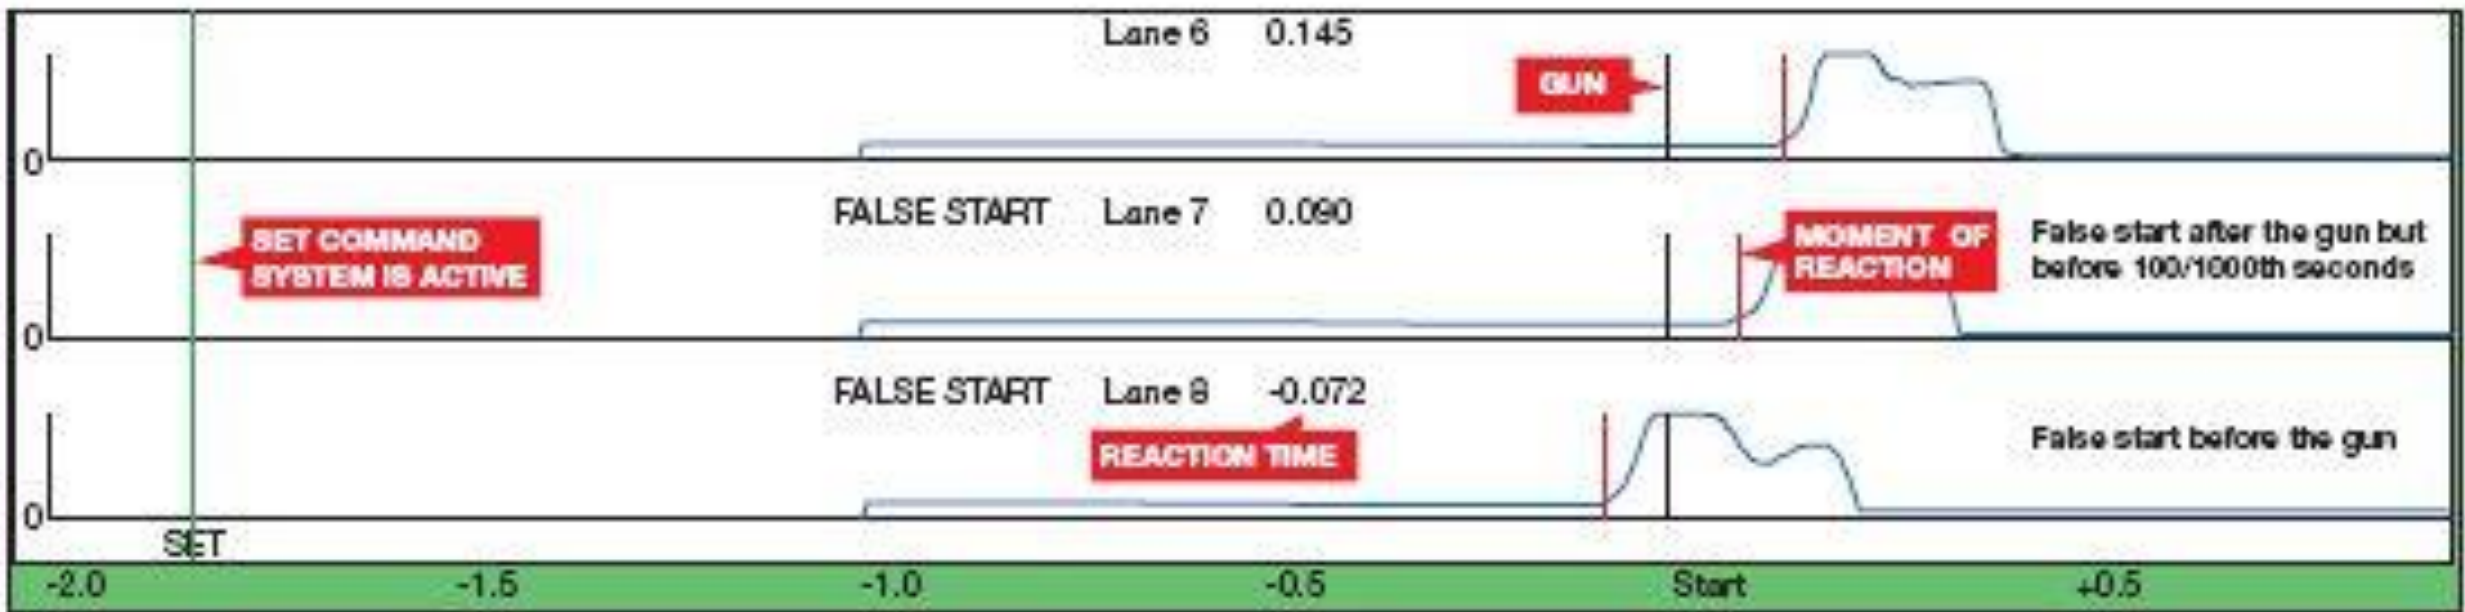 Lane 6 0.145
GUN
0
FALSE START Lane 7 0.090
SET COMMAND
SYSTEM IS ACTIVE
MOMENT OF
REACTION
False start after the gun but
before 100/1000th seconds
0
FALSE START Lane 8 -0.072
REACTION TIME
False start before the gun
0
SET
-2.0 -1.5 -1.0 -0.5 Start +0.5